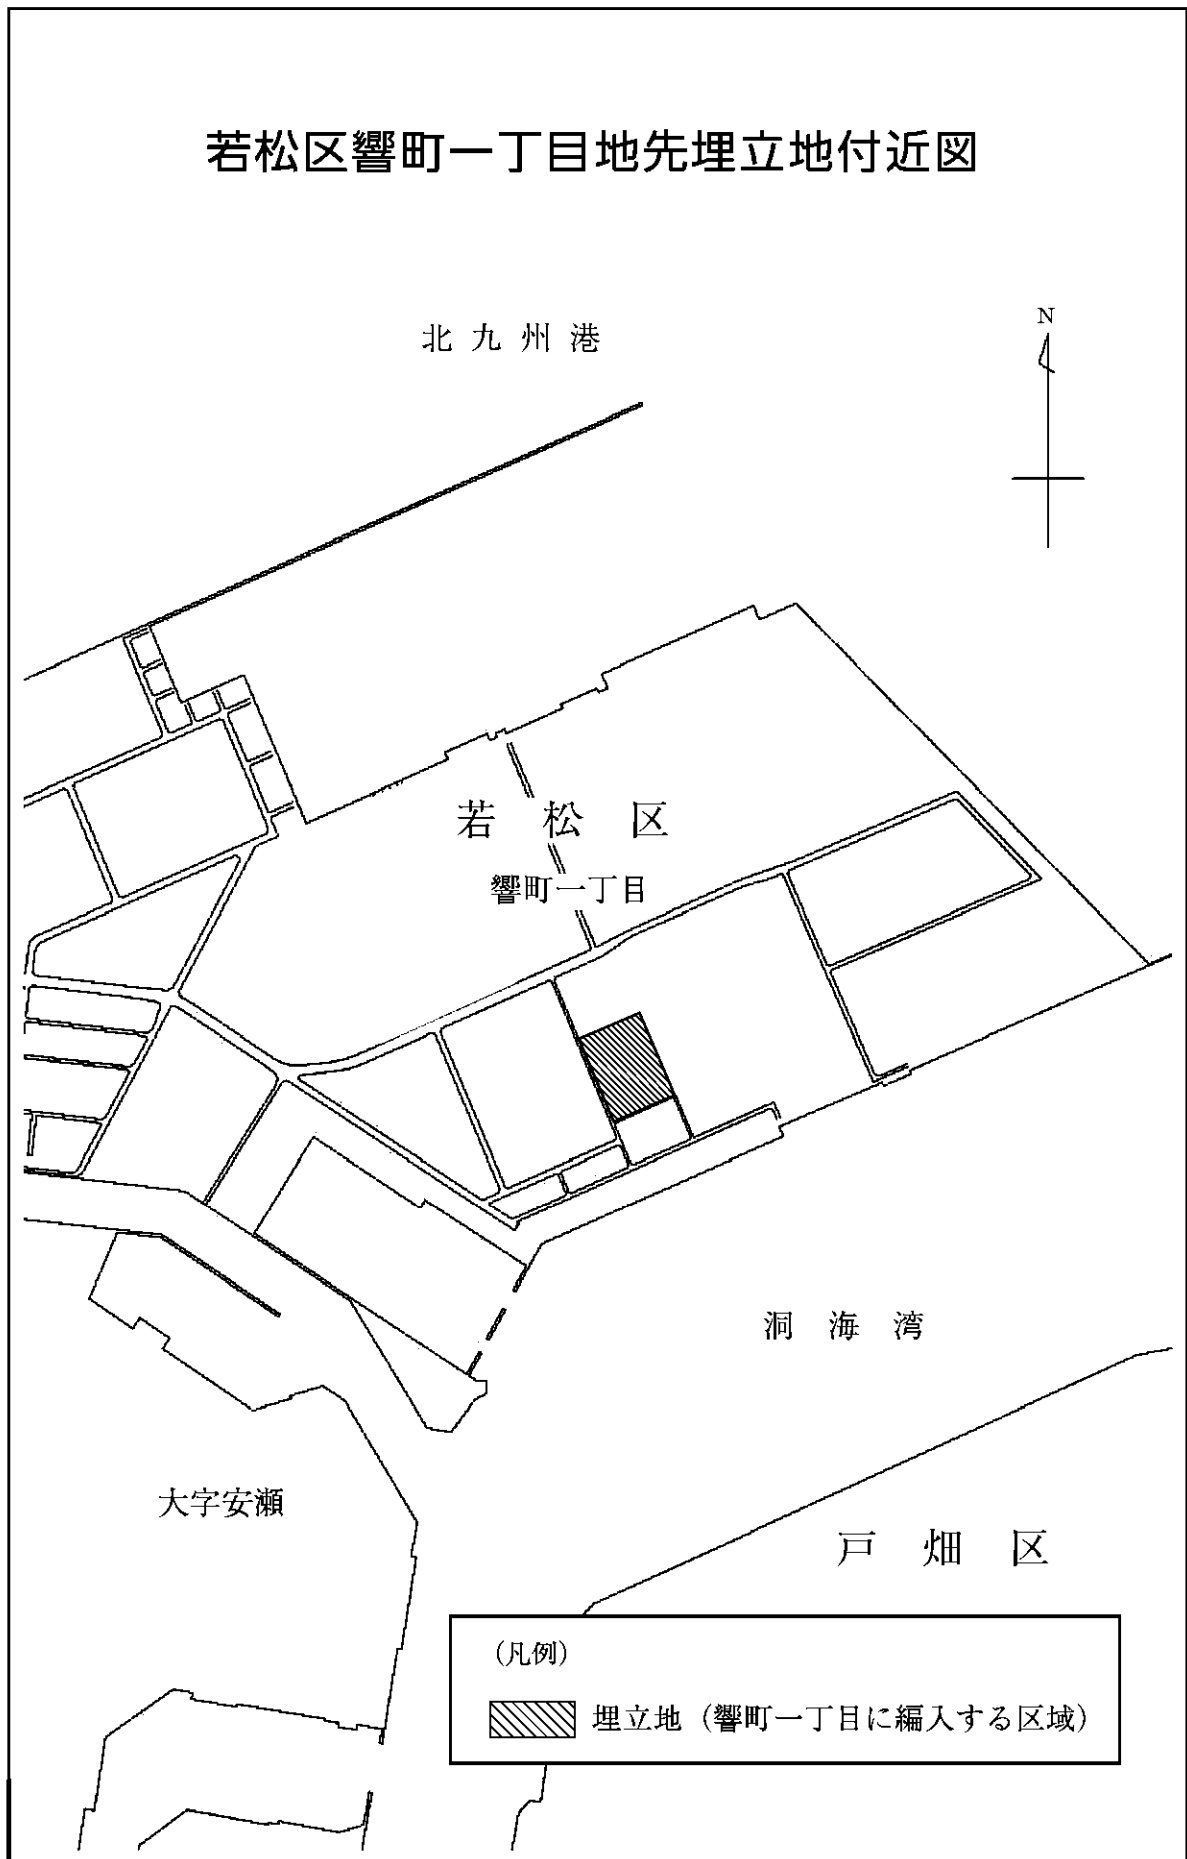 若松区響町一丁目地先埋立地付近図
北九州港
N
若松区
響町一丁目
洞海湾
大字安瀬
戸畑区
(凡例)
埋立地(響町一丁目に編入する区域)